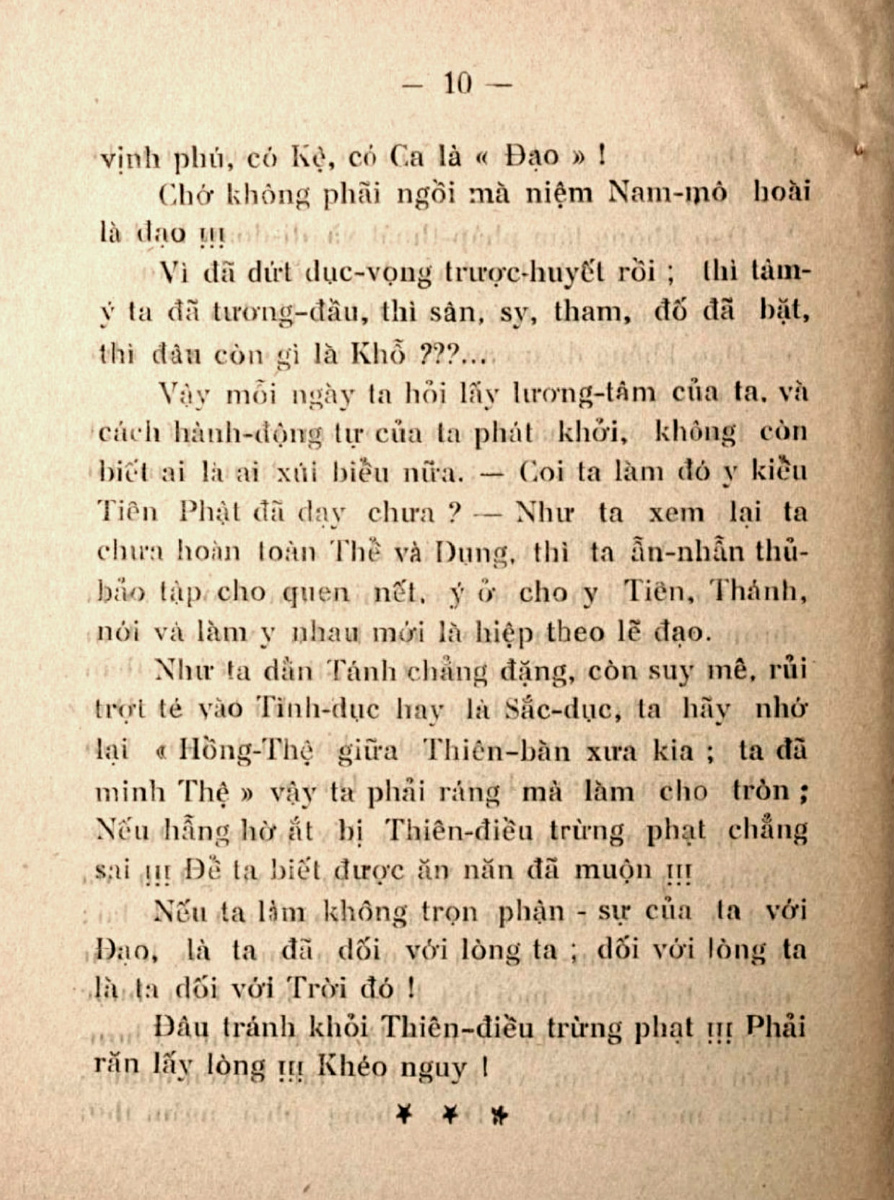 — 10 —
vịnh phú, có Kệ, có Ca là « Đạo » !
Chớ không phãi ngồi mà niệm Nam-mô hoài
là đạo !!!
Vì đã dứt dục-vọng trược-huyết rồi ; thì tâm-
ý ta đã tương-đầu, thì sân, sy, tham, đố đã bặt,
thì đâu còn gì là Khỗ ???...
Vậy mỗi ngày ta hỏi lấy lương-tâm của ta, và
cách hành-động tự của ta phát khởi, không còn
biết ai là ai xúi biều nữa. — Coi ta làm đó y kiều
Tiên Phật đã dạy chưa ? — Như ta xem lại ta
chưa hoàn toàn Thề và Dụng, thì ta ẫn-nhẫn thủ-
bảo tập cho quen nết, ý ở cho y Tiên, Thánh,
nói và làm y nhau mới là hiệp theo lẽ đạo.
Như ta dằn Tánh chẳng đặng, còn suy mê, rủi
trợt té vào Tình-dục hay là Sắc-dục, ta hãy nhớ
lại « Hồng-Thệ giữa Thiên-bàn xưa kia ; ta đã
minh Thệ » vậy ta phải ráng mà làm cho tròn ;
Nếu hẫng hờ ắt bị Thiên-điều trừng phạt chẳng
sai !!! Đề ta biết được ăn năn đã muộn !!!
Nếu ta làm không trọn phận - sự của ta với
Đạo, là ta đã dối với lòng ta ; dối với lòng ta
là ta dối với Trời đó !
Đâu tránh khỏi Thiên-điều trừng phạt !!! Phải
răn lấy lòng !!! Khéo nguy !
* * *